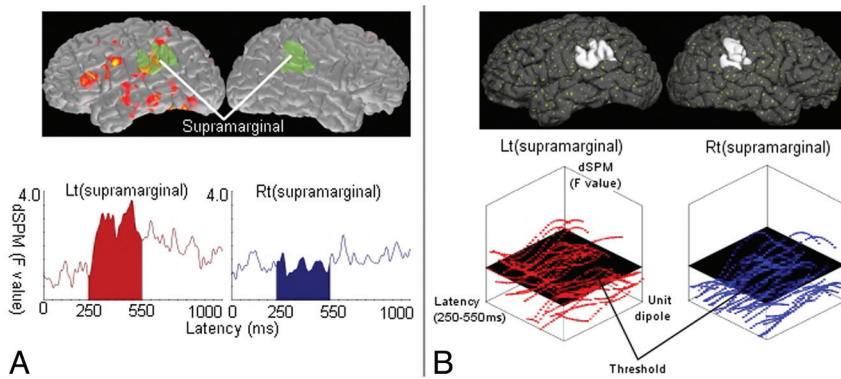 Supramarginal
4.0
Lt(supramarginal)
4.0
Rt(supramarginal)
dSPM (F value)
0
250
550
1000
0
250
550
1000
Latency (ms)
A
Lt(supramarginal)
Rt(supramarginal)
dSPM
(F value)
Latency
(250-550ms)
Unit
dipole
Threshold
B